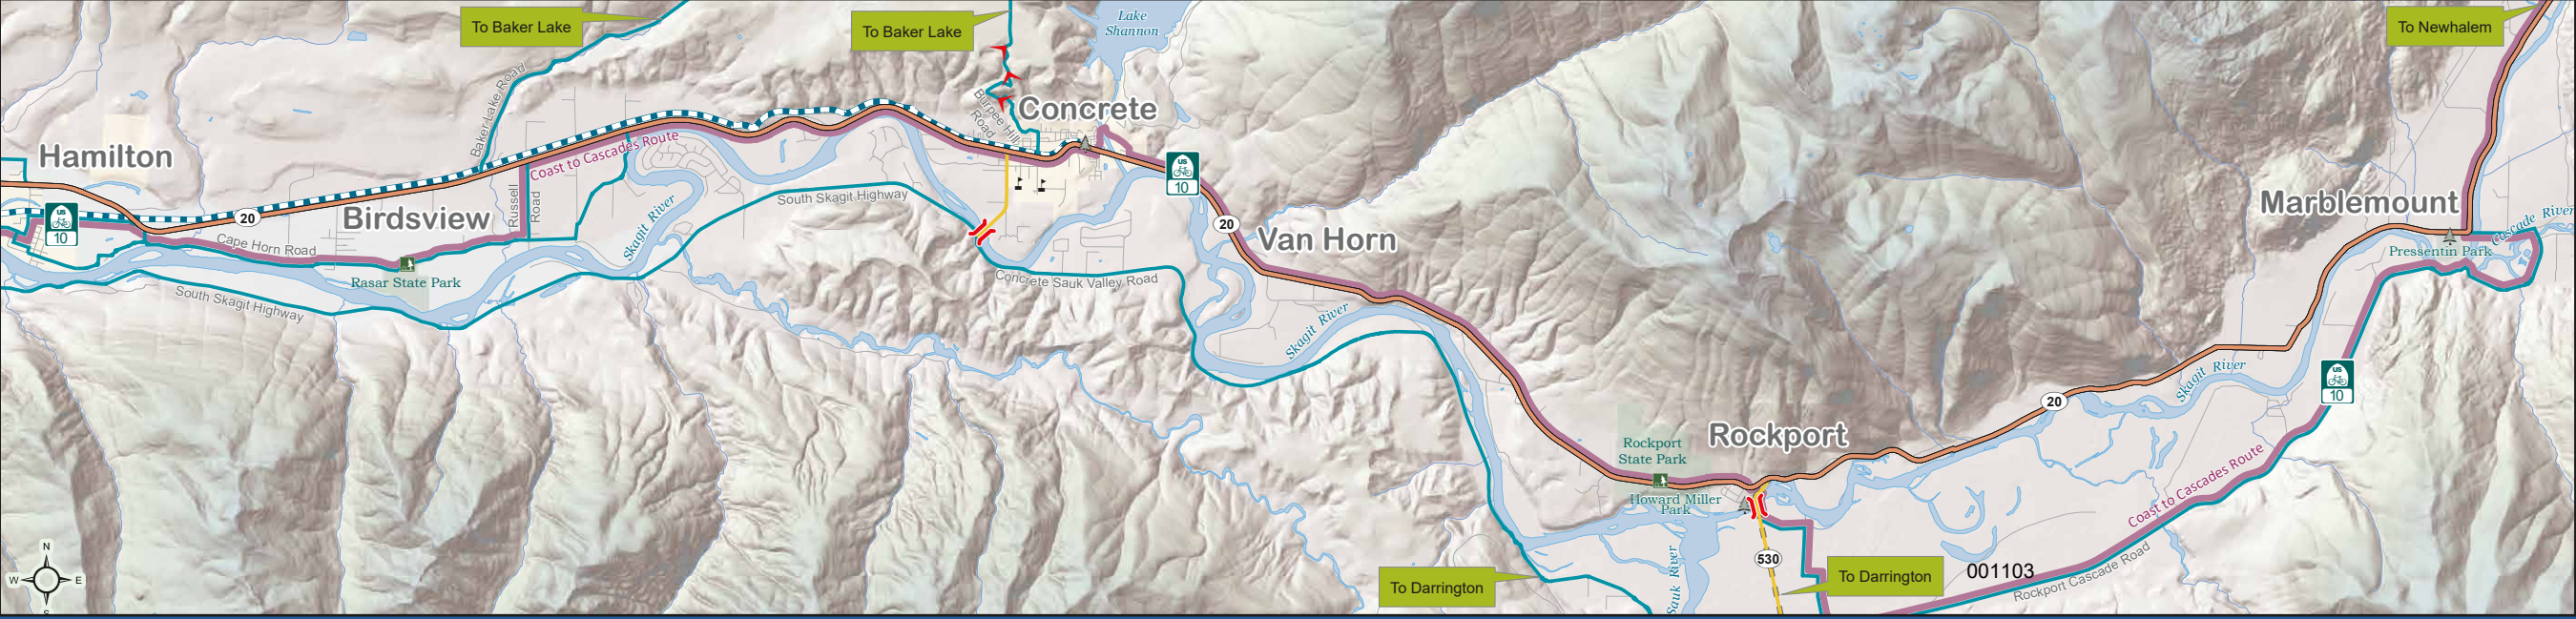 To Baker Lake
To Baker Lake
Lake
Shannon
To Newhalem
Baker Lake Road
Burpee Hill
Road
Concrete
Hamilton
Coast to Cascades Route
US
10
20
Birdsview
Russell
Road
South Skagit Highway
Skagit River
US
10
20
Van Horn
Marblemount
Cascade River
Pressentin Park
Cape Horn Road
Rasar State Park
South Skagit Highway
Concrete Sauk Valley Road
Skagit River
Skagit River
US
10
20
Rockport
Rockport
State Park
Howard Miller
Park
Coast to Cascades Route
Rockport Cascade Road
530
Sauk River
To Darrington
To Darrington
001103
N
W
E
S